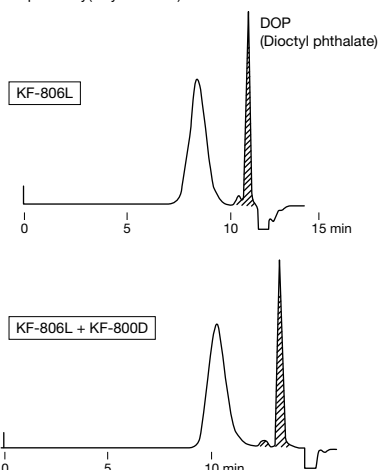 DOP
(Dioctyl phthalate)
KF-806L
0 5 10 15 min
KF-806L + KF-800D
0 5 10 min